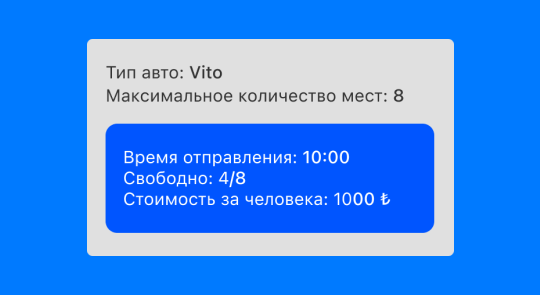 Тип авто: Vito
Максимальное количество мест: 8
Время отправления: 10:00
Свободно: 4/8
Стоимость за человека: 1000 ₺